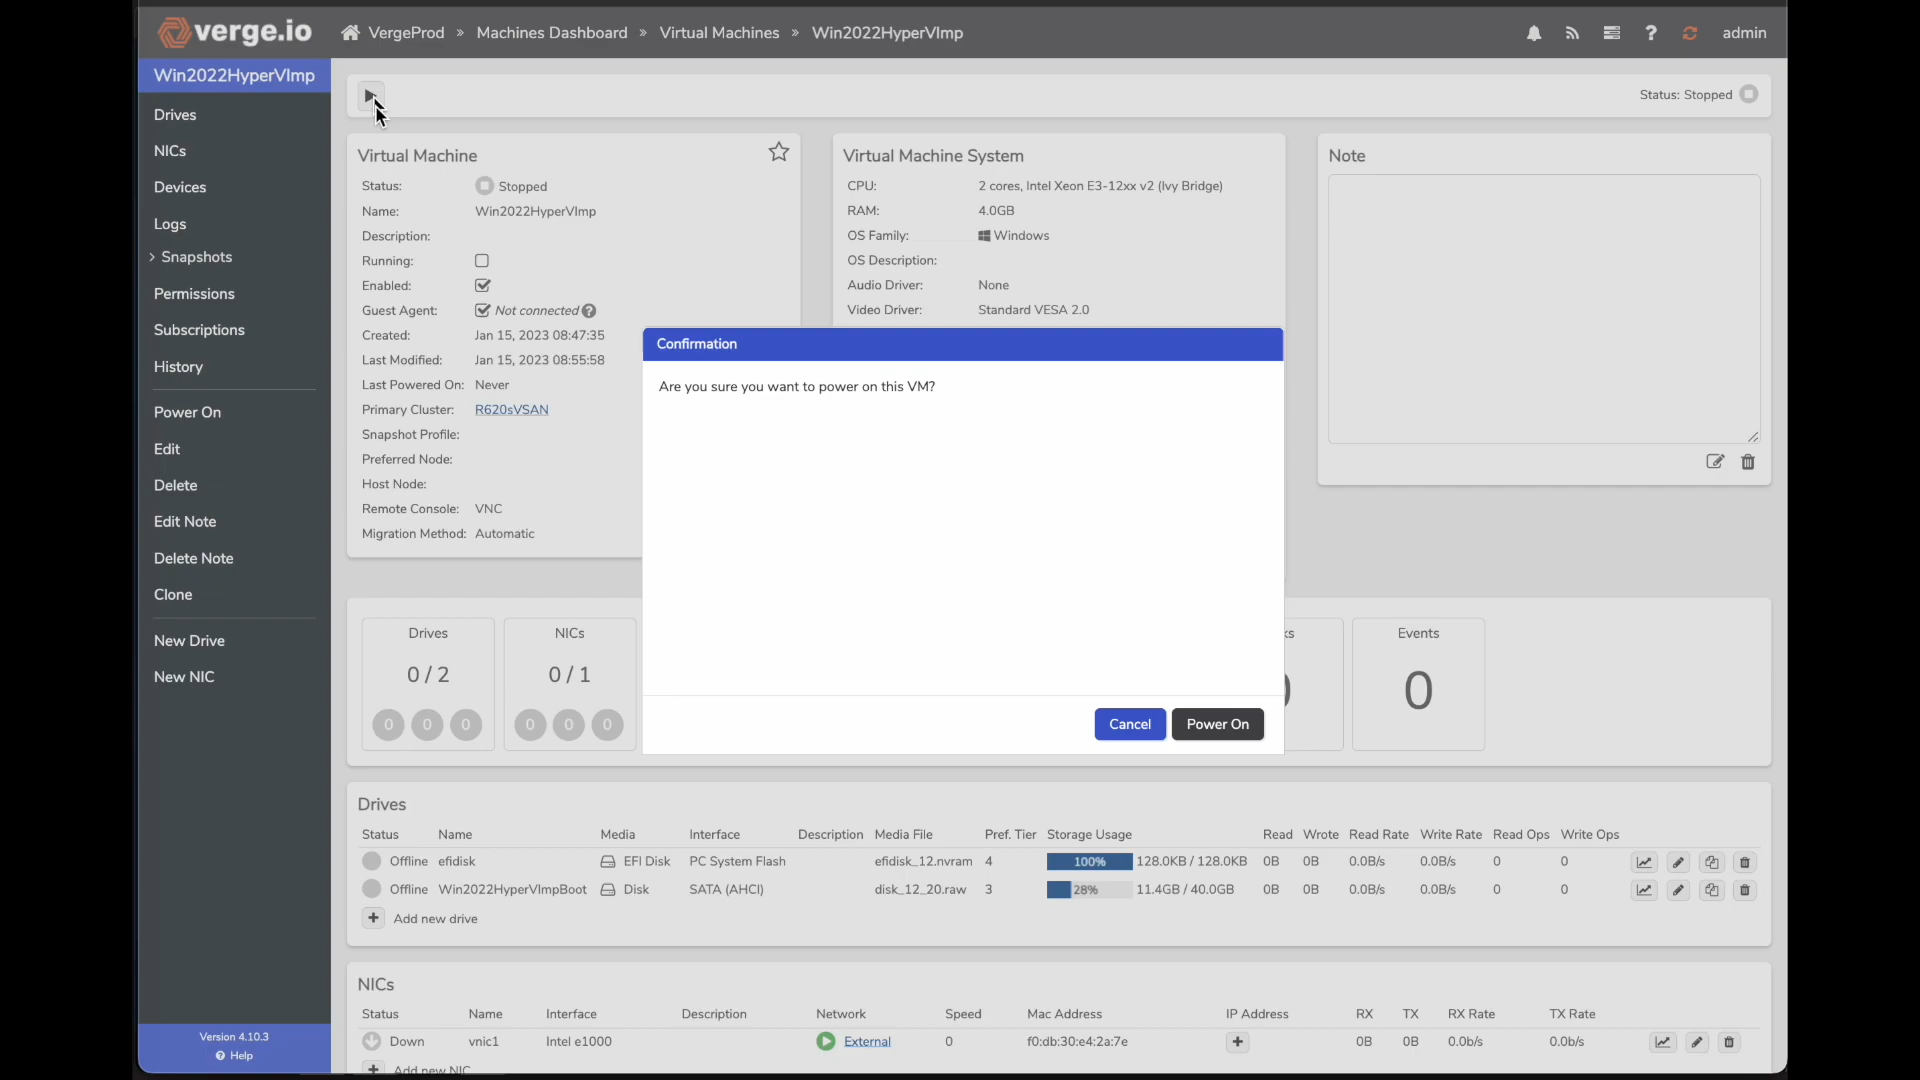 verge.io VergeProd » Machines Dashboard » Virtual Machines » Win2022HyperVImp ? admin
Win2022HyperVImp
Drives
NICs
Devices
Logs
> Snapshots
Permissions
Subscriptions
History
Power On
Edit
Delete
Edit Note
Delete Note
Clone
New Drive
New NIC
Version 4.10.3
? Help
Status: Stopped
Virtual Machine
Status: Stopped
Name: Win2022HyperVImp
Description:
Running:
Enabled:
Guest Agent: Not connected ?
Created: Jan 15, 2023 08:47:35
Last Modified: Jan 15, 2023 08:55:58
Last Powered On: Never
Primary Cluster: R620sVSAN
Snapshot Profile:
Preferred Node:
Host Node:
Remote Console: VNC
Migration Method: Automatic
Virtual Machine System
CPU: 2 cores, Intel Xeon E3-12xx v2 (Ivy Bridge)
RAM: 4.0GB
OS Family: Windows
OS Description:
Audio Driver: None
Video Driver: Standard VESA 2.0
Note
Confirmation
Are you sure you want to power on this VM?
Cancel Power On
Drives
0 / 2
0 0 0
NICs
0 / 1
0 0 0
Events
0
Drives
Status Name Media Interface Description Media File Pref. Tier Storage Usage Read Wrote Read Rate Write Rate Read Ops Write Ops
Offline efidisk EFI Disk PC System Flash efidisk_12.nvram 4 100% 128.0KB / 128.0KB 0B 0B 0.0B/s 0.0B/s 0 0
Offline Win2022HyperVImpBoot Disk SATA (AHCI) disk_12_20.raw 3 28% 11.4GB / 40.0GB 0B 0B 0.0B/s 0.0B/s 0 0
+ Add new drive
NICs
Status Name Interface Description Network Speed Mac Address IP Address RX TX RX Rate TX Rate
Down vnic1 Intel e1000 External 0 f0:db:30:e4:2a:7e + 0B 0B 0.0b/s 0.0b/s
+ Add new NIC